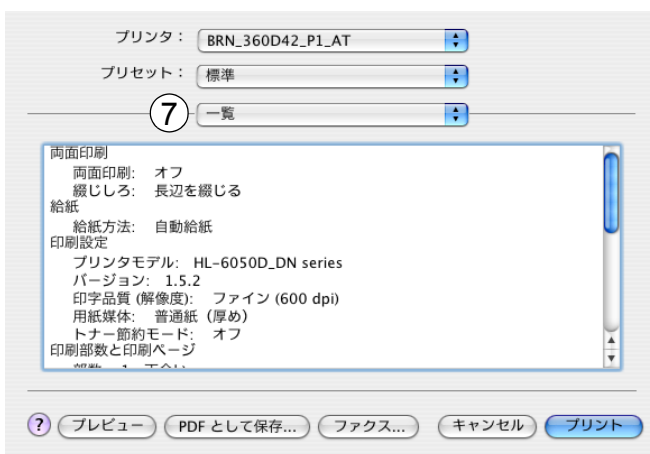 プリンタ： BRN_360D42_P1_AT
プリセット： 標準
7 一覧
両面印刷
両面印刷: オフ
綴じしろ: 長辺を綴じる
給紙
給紙方法: 自動給紙
印刷設定
プリンタモデル: HL-6050D_DN series
バージョン: 1.5.2
印字品質 (解像度): ファイン (600 dpi)
用紙媒体: 普通紙（厚め）
トナー節約モード: オフ
印刷部数と印刷ページ
? プレビュー PDF として保存... ファクス... キャンセル プリント